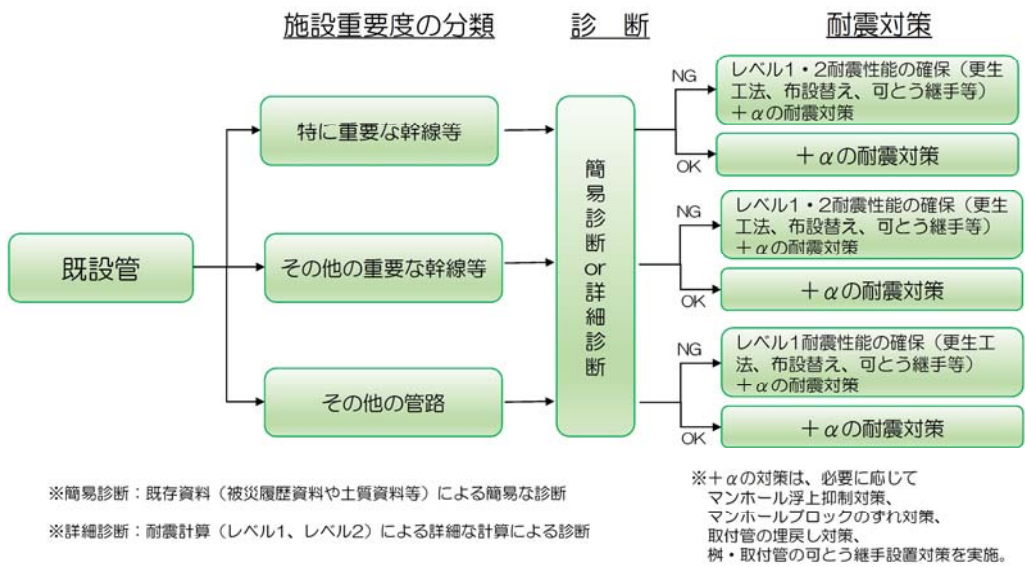 施設重要度の分類
診 断
耐震対策
既設管
特に重要な幹線等
その他の重要な幹線等
その他の管路
簡易診断or詳細診断
NG
レベル1・2耐震性能の確保（更生
工法、布設替え、可とう継手等）
＋αの耐震対策
OK
＋αの耐震対策
NG
レベル1・2耐震性能の確保（更生
工法、布設替え、可とう継手等）
＋αの耐震対策
OK
＋αの耐震対策
NG
レベル1耐震性能の確保（更生工
法、布設替え、可とう継手等）
＋αの耐震対策
OK
＋αの耐震対策
※簡易診断：既存資料（被災履歴資料や土質資料等）による簡易な診断
※詳細診断：耐震計算（レベル1、レベル2）による詳細な計算による診断
※＋αの対策は、必要に応じて
マンホール浮上抑制対策、
マンホールブロックのずれ対策、
取付管の埋戻し対策、
桝・取付管の可とう継手設置対策を実施。